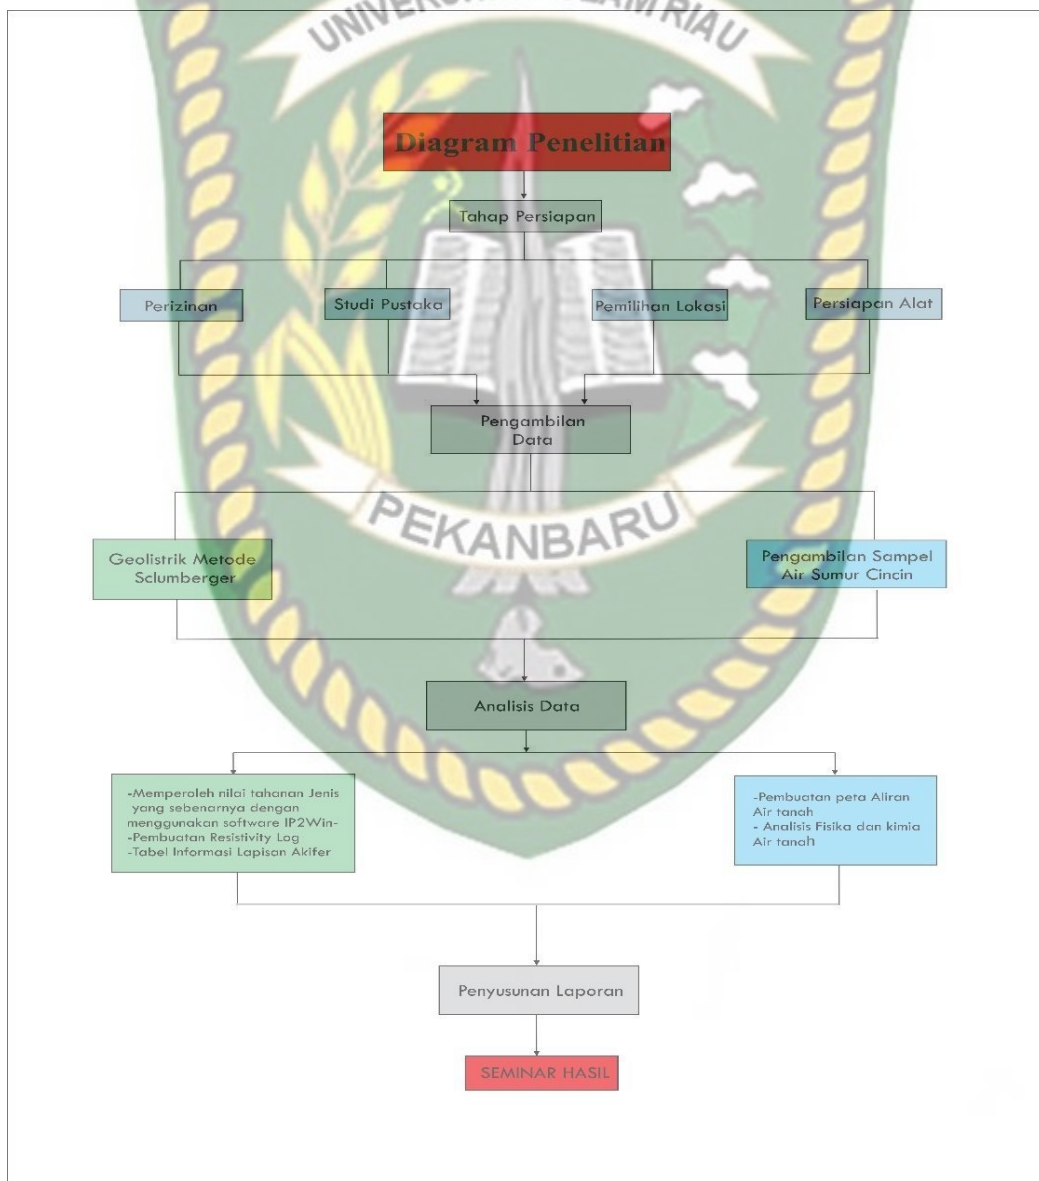 UNIVERSITAS ISLAM RIAU
Diagram Penelitian
Tahap Persiapan
Perizinan
Studi Pustaka
Pemilihan Lokasi
Persiapan Alat
Pengambilan
Data
PEKANBARU
Geolistrik Metode
Sclumberger
Pengambilan Sampel
Air Sumur Cincin
Analisis Data
-Memperoleh nilai tahanan Jenis
yang sebenarnya dengan
menggunakan software IP2Win-
-Pembuatan Resistivity Log
-Tabel Informasi Lapisan Akifer
-Pembuatan peta Aliran
Air tanah
- Analisis Fisika dan kimia
Air tanah
Penyusunan Laporan
SEMINAR HASIL